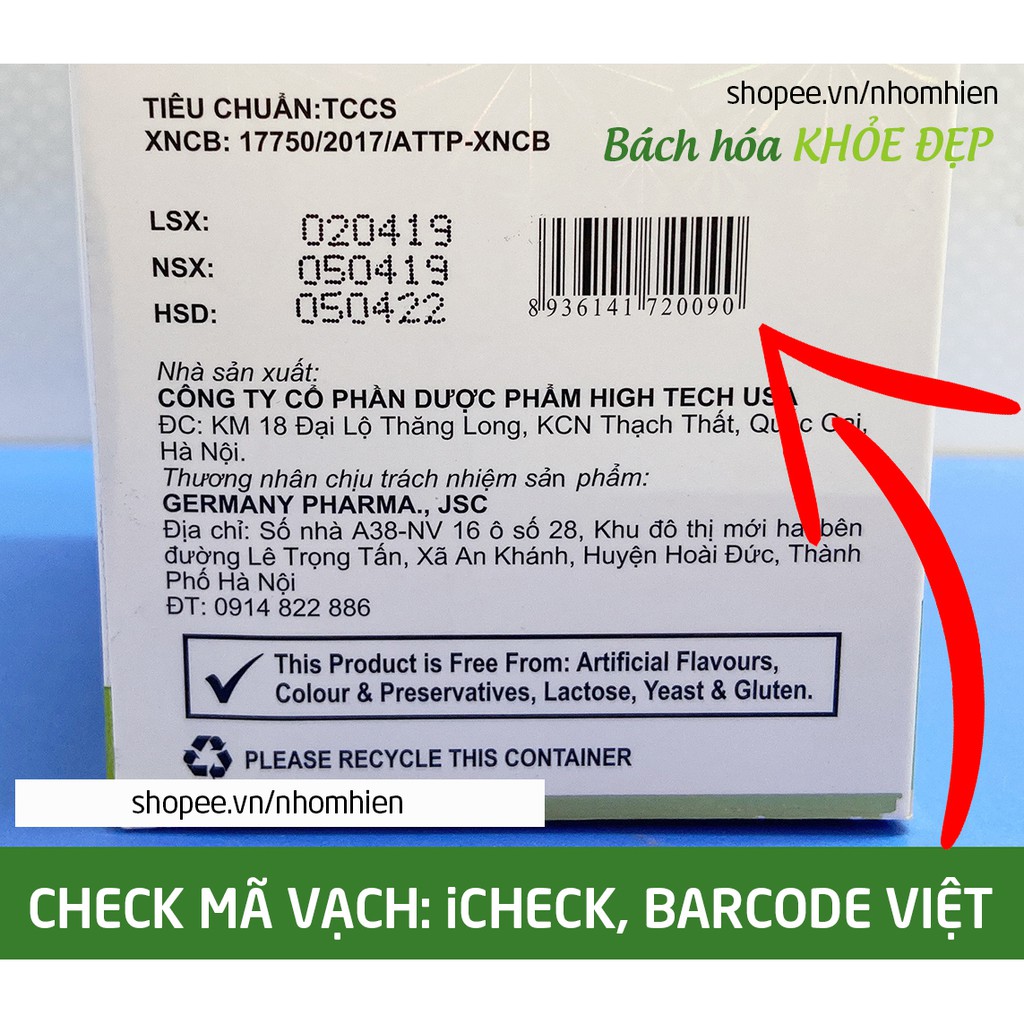 shopee.vn/nhomhien
Bách hóa KHỎE ĐẸP
TIÊU CHUẨN:TCCS
XNCB: 17750/2017/ATTP-XNCB
LSX: 020419
NSX: 050419
HSD: 050422
8936141720090
Nhà sản xuất:
CÔNG TY CỔ PHẦN DƯỢC PHẨM HIGH TECH USA
ĐC: KM 18 Đại Lộ Thăng Long, KCN Thạch Thất, Quốc Oai,
Hà Nội.
Thương nhân chịu trách nhiệm sản phẩm:
GERMANY PHARMA., JSC
Địa chỉ: Số nhà A38-NV 16 ô số 28, Khu đô thị mới hai bên
đường Lê Trọng Tấn, Xã An Khánh, Huyện Hoài Đức, Thành
Phố Hà Nội
ĐT: 0914 822 886
This Product is Free From: Artificial Flavours,
Colour & Preservatives, Lactose, Yeast & Gluten.
PLEASE RECYCLE THIS CONTAINER
shopee.vn/nhomhien
CHECK MÃ VẠCH: iCHECK, BARCODE VIỆT